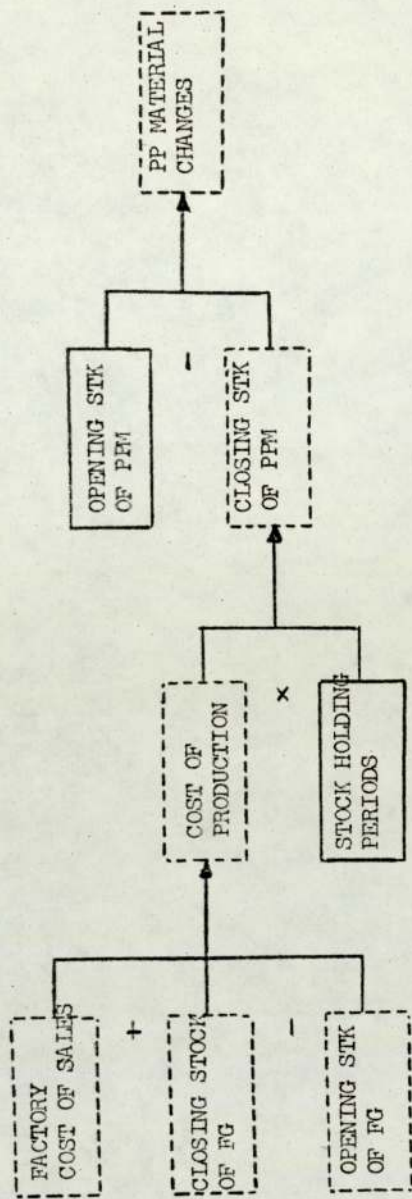 FACTORY
COST OF SALES
+
CLOSING STOCK
OF FG
-
OPENING STK
OF FG
COST OF
PRODUCTION
x
STOCK HOLDING
PERIODS
OPENING STK
OF PPM
-
CLOSING STK
OF PPM
PP MATERIAL
CHANGES